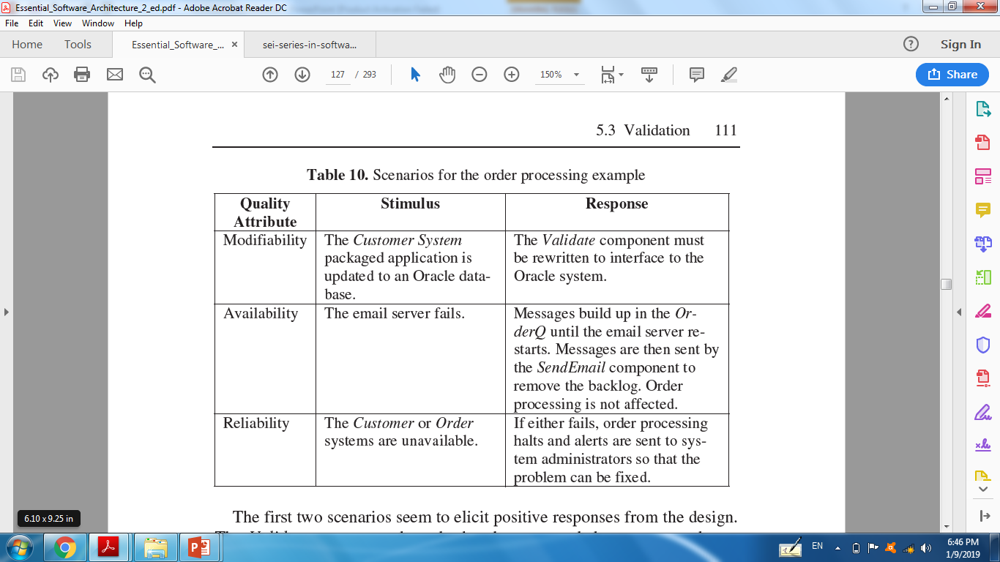 Essential_Software_Architecture_2_ed.pdf - Adobe Acrobat Reader DC
File Edit View Window Help
Home Tools Essential_Software_... × sei-series-in-softwa... ? Sign In
127 / 293 150% Share
5.3 Validation 111
Table 10. Scenarios for the order processing example
Quality Attribute Stimulus Response
Modifiability The Customer System The Validate component must
packaged application is be rewritten to interface to the
updated to an Oracle data- Oracle system.
base.
Availability The email server fails. Messages build up in the Or-
derQ until the email server re-
starts. Messages are then sent by
the SendEmail component to
remove the backlog. Order
processing is not affected.
Reliability The Customer or Order If either fails, order processing
systems are unavailable. halts and alerts are sent to sys-
tem administrators so that the
problem can be fixed.
The first two scenarios seem to elicit positive responses from the design.
6.10 x 9.25 in
EN 6:46 PM
1/9/2019